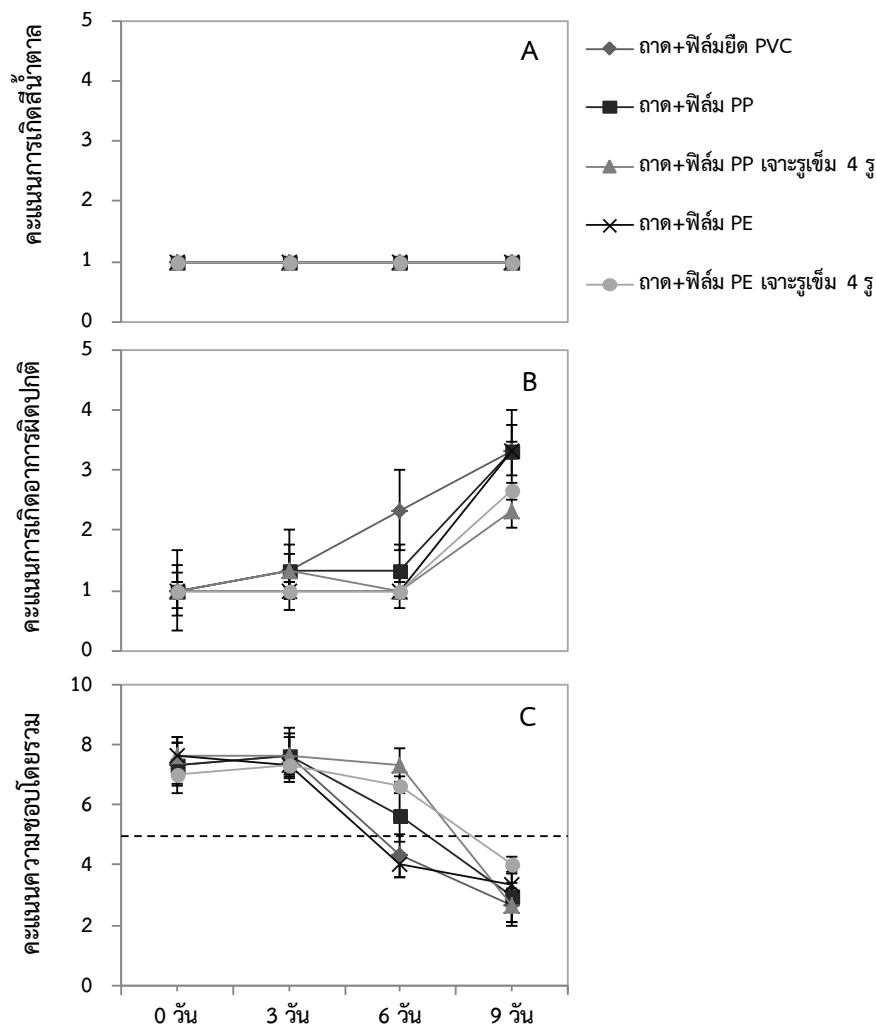 คะแนนการเกิดสีน้ำตาล
5
4
3
2
1
0
A
ถาด+ฟิล์มยืด PVC
ถาด+ฟิล์ม PP
ถาด+ฟิล์ม PP เจาะรูเข็ม 4 รู
ถาด+ฟิล์ม PE
ถาด+ฟิล์ม PE เจาะรูเข็ม 4 รู
คะแนนการเกิดอาการผิดปกติ
5
4
3
2
1
0
B
คะแนนความชอบโดยรวม
10
8
6
4
2
0
C
0 วัน 3 วัน 6 วัน 9 วัน